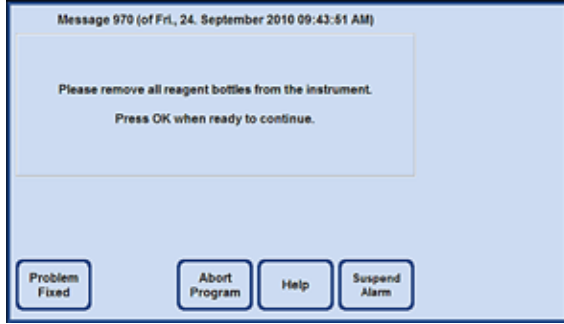 Message 970 (of Fri., 24. September 2010 09:43:51 AM)
Please remove all reagent bottles from the instrument.
Press OK when ready to continue.
Problem
Fixed
Abort
Program
Help
Suspend
Alarm